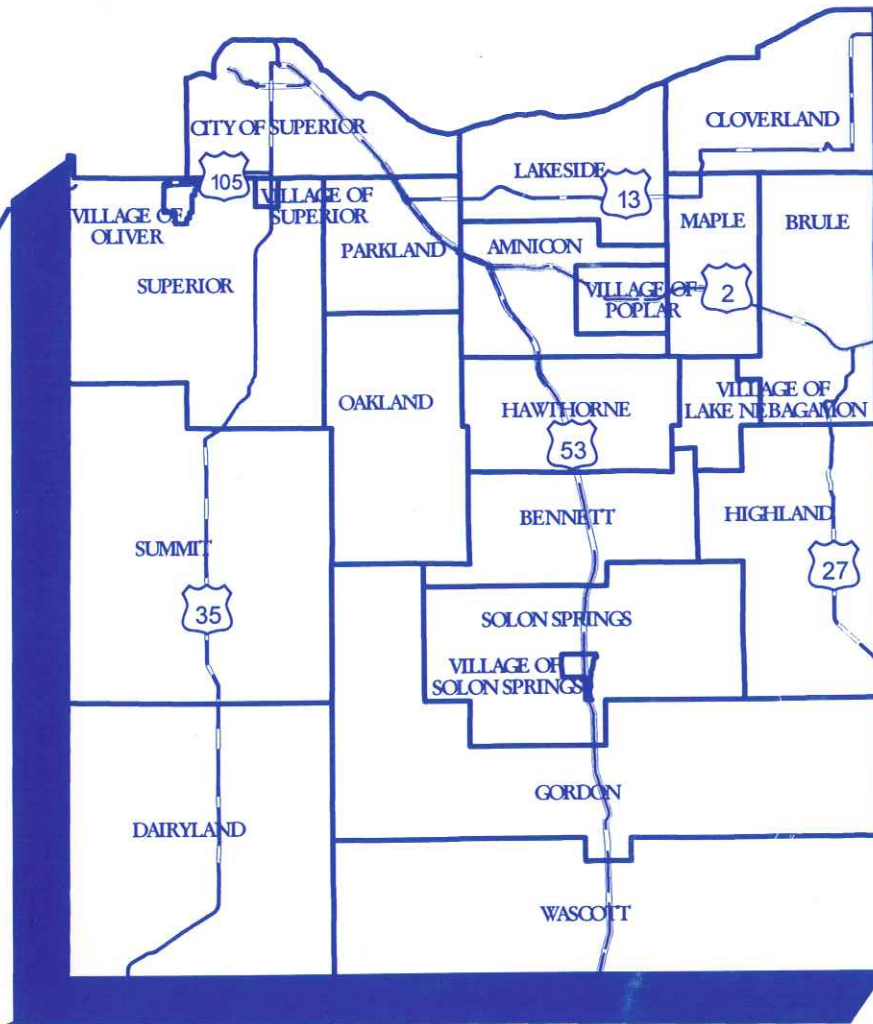 CITY OF SUPERIOR
CLOVERLAND
LAKESIDE
105
13
VILLAGE OF
OLIVER
VILLAGE OF
SUPERIOR
PARKLAND
AMNICON
MAPLE
BRULE
SUPERIOR
VILLAGE OF
POPLAR
2
OAKLAND
HAWTHORNE
VILLAGE OF
LAKE NEBAGAMON
53
BENNETT
HIGHLAND
SUMMIT
27
35
SOLON SPRINGS
VILLAGE OF
SOLON SPRINGS
GORDON
DAIRYLAND
WASCOTT